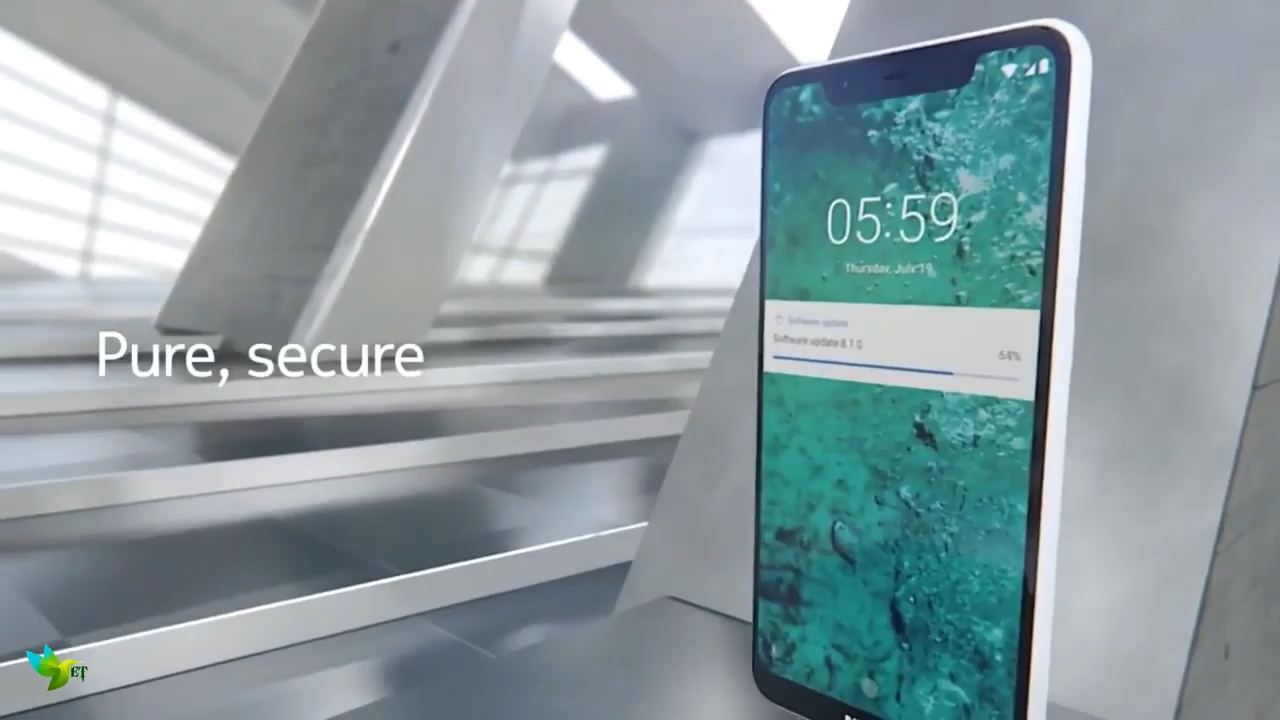 Pure, secure
05:59
Thursday, July 19
Software update
Software update 8.1.0
64%
ET